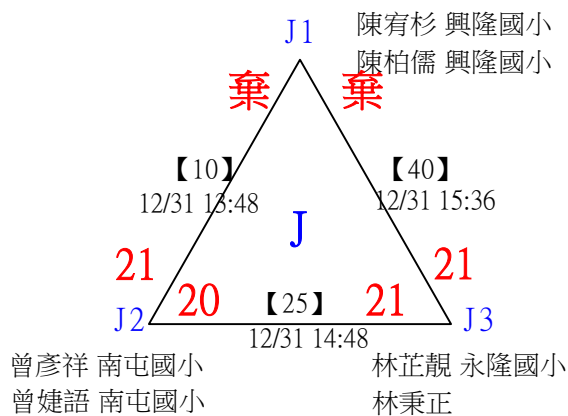 J1
陳宥杉 興隆國小
陳柏儒 興隆國小
棄 棄
【10】
12/31 13:48
【40】
12/31 15:36
J
21 21
J2 20 【25】 21 J3
12/31 14:48
曾彥祥 南屯國小
曾婕語 南屯國小
林芷靚 永隆國小
林秉正